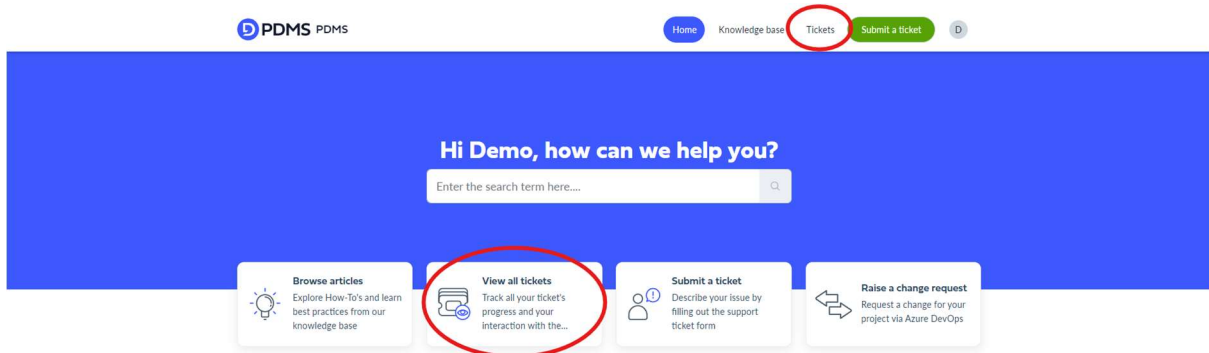 PDMS PDMS
Home Knowledge base Tickets Submit a ticket D
Hi Demo, how can we help you?
Enter the search term here....
Browse articles
Explore How-To's and learn
best practices from our
knowledge base
View all tickets
Track all your ticket's
progress and your
interaction with the...
Submit a ticket
Describe your issue by
filling out the support
ticket form
Raise a change request
Request a change for your
project via Azure DevOps